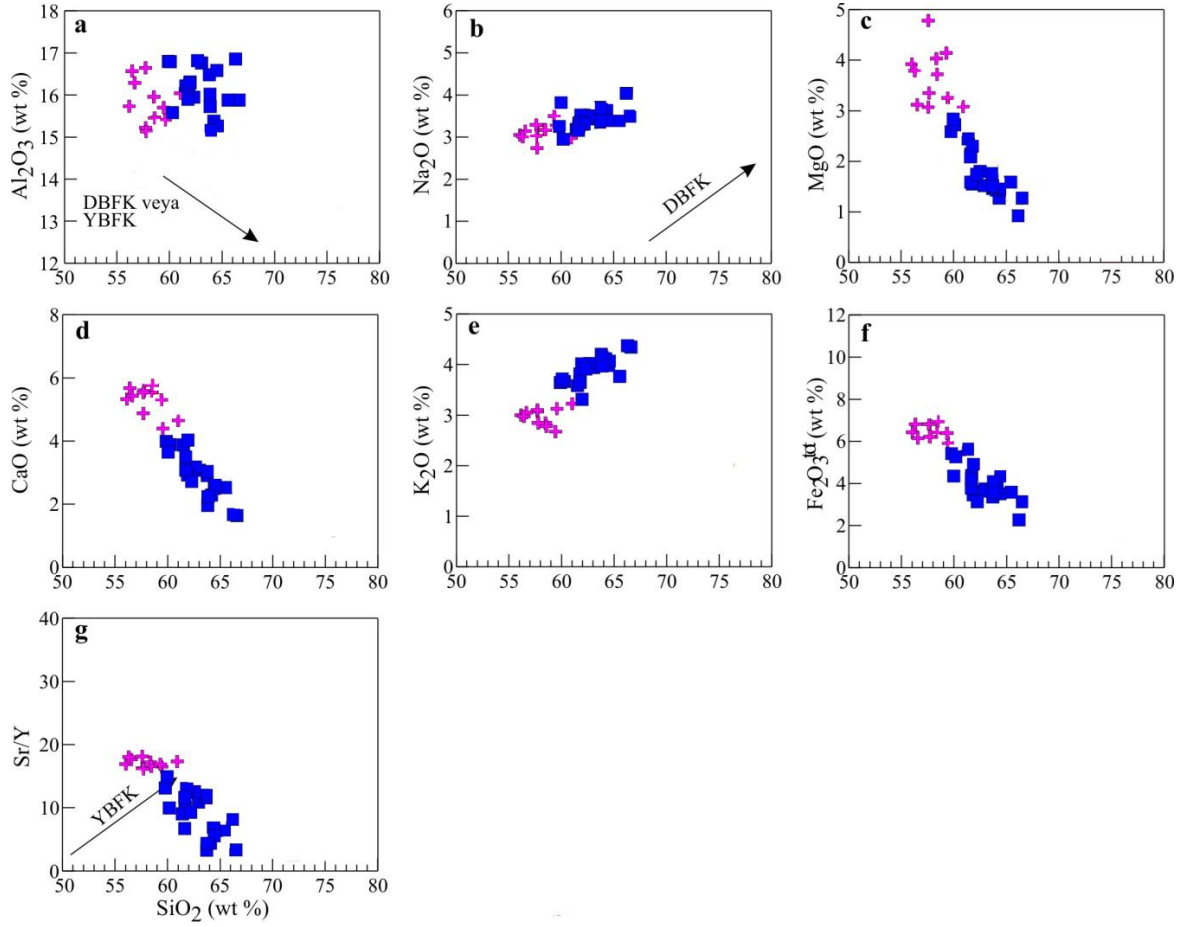 a
18
17
16
15
14
13
12
Al2O3 (wt %)
DBFK veya
YBFK
50 55 60 65 70 75 80
b
6
5
4
3
2
1
0
Na2O (wt %)
DBFK
50 55 60 65 70 75 80
c
5
4
3
2
1
0
MgO (wt %)
50 55 60 65 70 75 80
d
8
6
4
2
0
CaO (wt %)
50 55 60 65 70 75 80
e
5
4
3
2
1
0
K2O (wt %)
50 55 60 65 70 75 80
f
12
10
8
6
4
2
Fe2O3tot (wt %)
50 55 60 65 70 75 80
g
40
30
20
10
0
Sr/Y
YBFK
50 55 60 65 70 75 80
SiO2 (wt %)